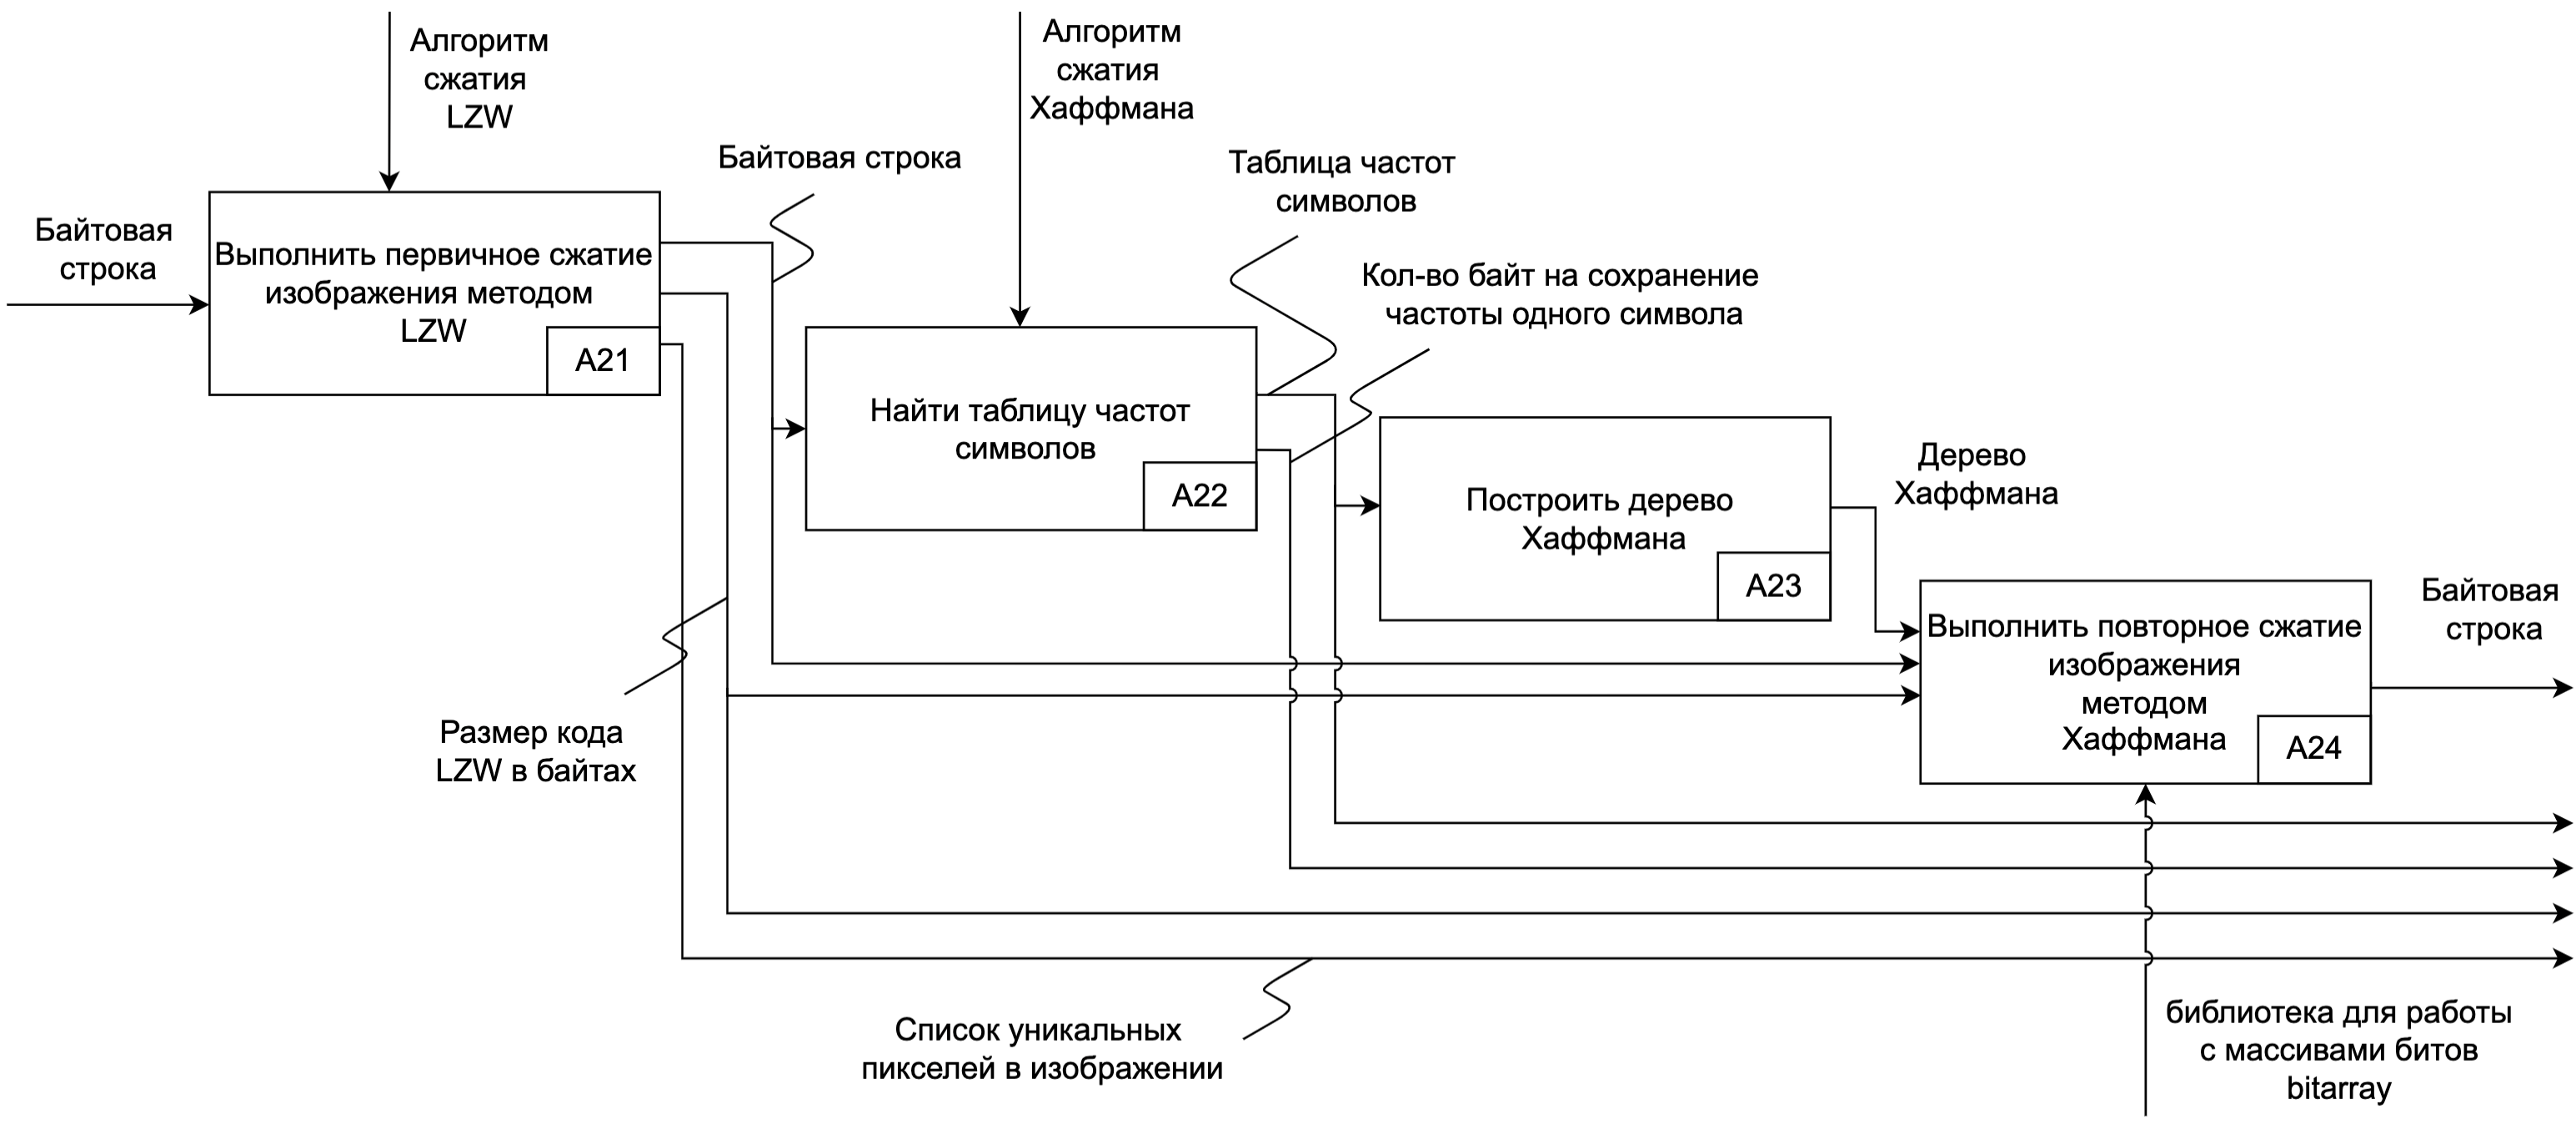 Алгоритм
сжатия
LZW
Алгоритм
сжатия
Хаффмана
Байтовая строка
Таблица частот
символов
Байтовая
строка
Выполнить первичное сжатие
изображения методом
LZW
A21
Кол-во байт на сохранение
частоты одного символа
Найти таблицу частот
символов
A22
Построить дерево
Хаффмана
A23
Дерево
Хаффмана
Выполнить повторное сжатие
изображения
методом
Хаффмана
A24
Байтовая
строка
Размер кода
LZW в байтах
Список уникальных
пикселей в изображении
библиотека для работы
с массивами битов
bitarray